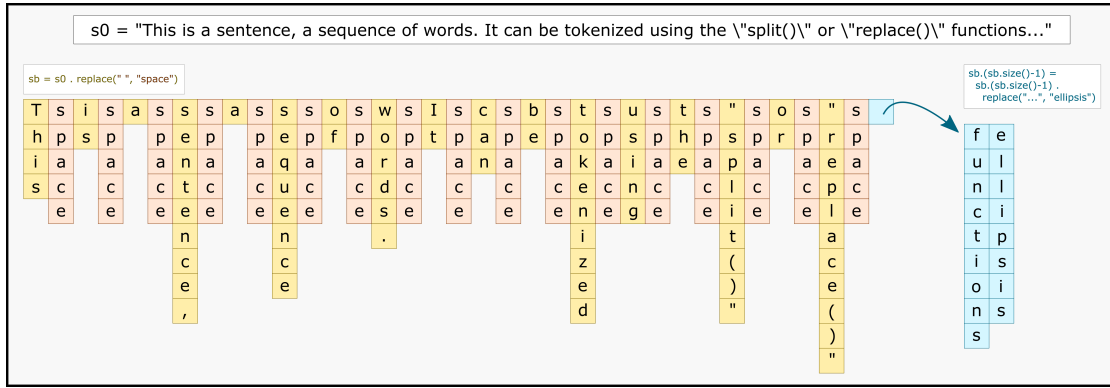 s0 = "This is a sentence, a sequence of words. It can be tokenized using the \"split()\" or \"replace()\" functions..."
sb = s0 . replace(" ", "space")
sb.(sb.size()-1) =
sb.(sb.size()-1) .
replace("...", "ellipsis")
This
space
is
space
a
space
sentence,
space
a
space
sequence
space
of
space
words.
space
It
space
can
space
be
space
tokenized
space
using
space
the
space
"split()"
space
or
space
"replace()"
space
functions
ellipsis